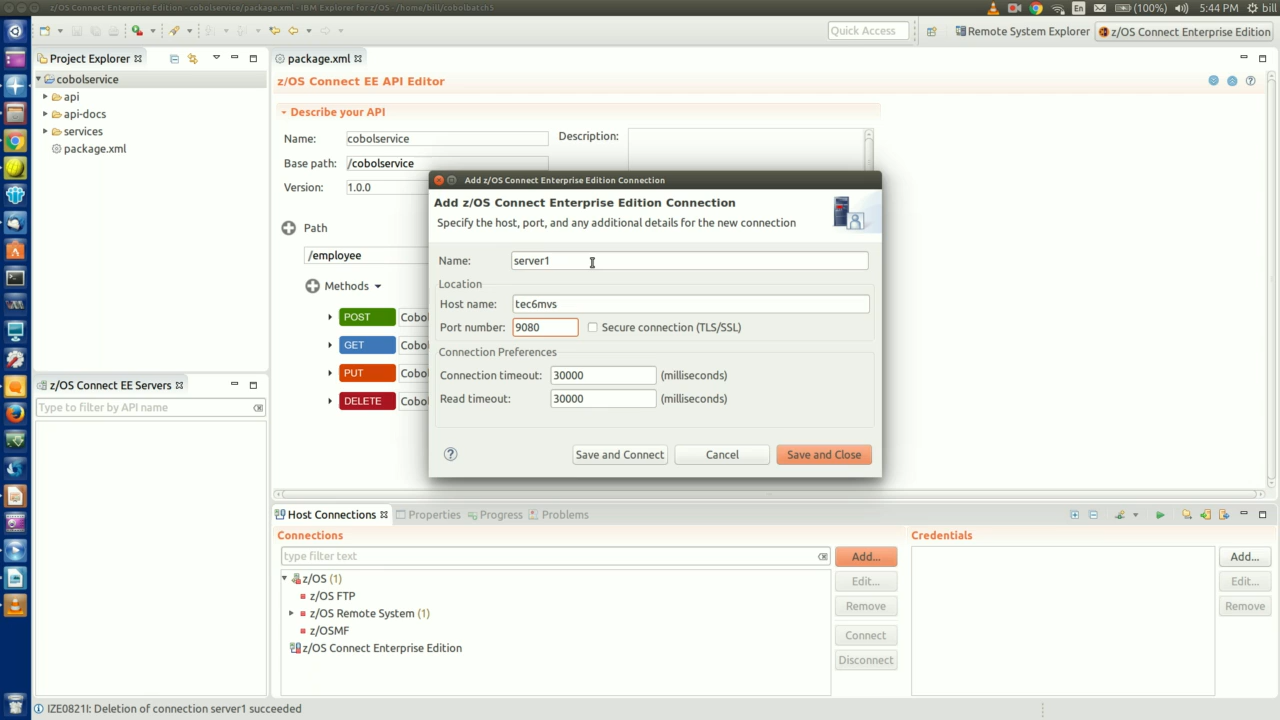 z/OS Connect Enterprise Edition - cobolservice/package.xml - IBM Explorer for z/OS - /home/bill/cobolbatch5
En
(100%)
5:44 PM
bill
Quick Access
Remote System Explorer
z/OS Connect Enterprise Edition
Project Explorer
package.xml
cobolservice
api
api-docs
services
package.xml
z/OS Connect EE API Editor
Describe your API
Name:
cobolservice
Description:
Base path:
/cobolservice
Version:
1.0.0
Path
/employee
Methods
POST
Cobo
GET
Cobo
PUT
Cobo
DELETE
Cobo
Add z/OS Connect Enterprise Edition Connection
Add z/OS Connect Enterprise Edition Connection
Specify the host, port, and any additional details for the new connection
Name:
server1
Location
Host name:
tec6mvs
Port number:
9080
Secure connection (TLS/SSL)
Connection Preferences
Connection timeout:
30000
(milliseconds)
Read timeout:
30000
(milliseconds)
Save and Connect
Cancel
Save and Close
z/OS Connect EE Servers
Type to filter by API name
Host Connections
Properties
Progress
Problems
Connections
type filter text
z/OS (1)
z/OS FTP
z/OS Remote System (1)
z/OSMF
z/OS Connect Enterprise Edition
Add...
Edit...
Remove
Connect
Disconnect
Credentials
Add...
Edit...
Remove
IZE0821I: Deletion of connection server1 succeeded